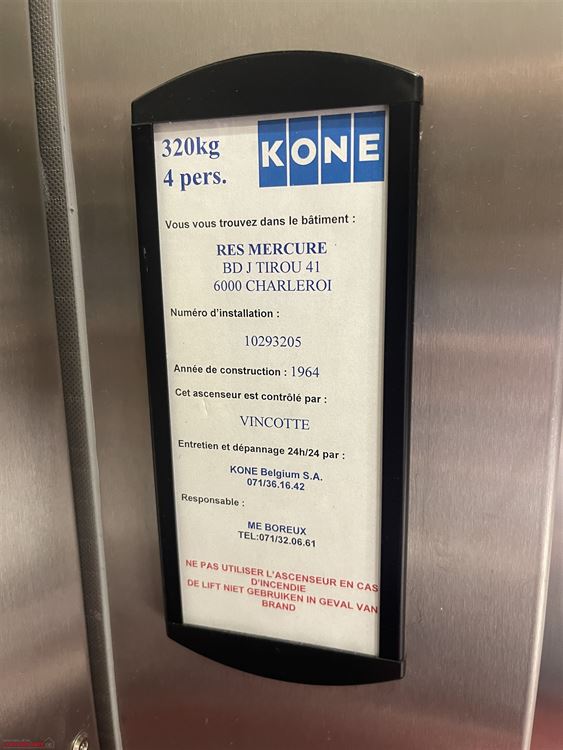 320kg
4 pers.
KONE
Vous vous trouvez dans le bâtiment :
RES MERCURE
BD J TIROU 41
6000 CHARLEROI
Numéro d'installation :
10293205
Année de construction : 1964
Cet ascenseur est contrôlé par :
VINCOTTE
Entretien et dépannage 24h/24 par :
KONE Belgium S.A.
071/36.16.42
Responsable :
ME BOREUX
TEL:071/32.06.61
NE PAS UTILISER L'ASCENSEUR EN CAS
D'INCENDIE
DE LIFT NIET GEBRUIKEN IN GEVAL VAN
BRAND